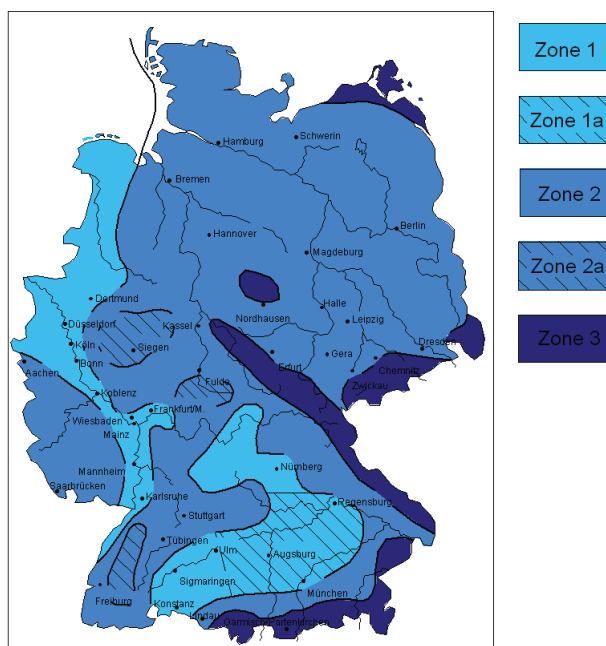 Zone 1
Zone 1a
Zone 2
Zone 2a
Zone 3
Schwerin
Hamburg
Bremen
Berlin
Hannover
Magdeburg
Dortmund
Halle
Nordhausen
Düsseldorf
Kassel
Leipzig
Köln
Siegen
Dresden
Erfurt
Gera
Bonn
Aachen
Chemnitz
Fulda
Zwickau
Koblenz
Frankfurt/M.
Wiesbaden
Mainz
Mannheim
Nürnberg
Saarbrücken
Karlsruhe
Regensburg
Stuttgart
Tübingen
Ulm
Augsburg
Sigmaringen
Freiburg
München
Konstanz
Lindau
Garmisch-Partenkirchen